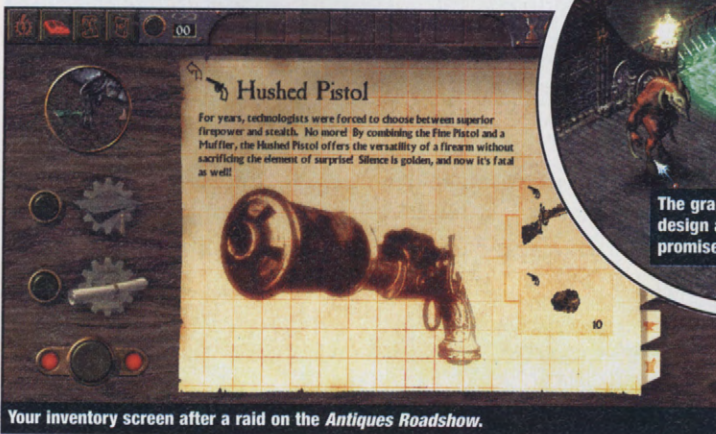 00
Hushed Pistol
For years, technologists were forced to choose between superior
firepower and stealth. No more! By combining the Fine Pistol and a
Muffler, the Hushed Pistol offers the versatility of a firearm without
sacrificing the element of surprise! Silence is golden, and now it's fatal
as well!
10
The gra
design a
promise
Your inventory screen after a raid on the Antiques Roadshow.